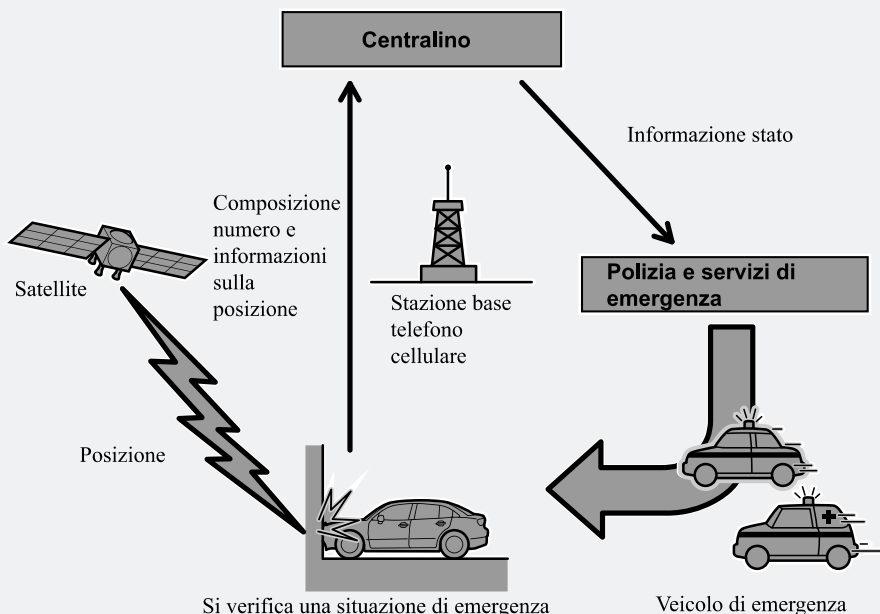 Centralino
Informazione stato
Composizione
numero e
informazioni
sulla
posizione
Satellite
Stazione base
telefono
cellulare
Polizia e servizi di
emergenza
Posizione
Si verifica una situazione di emergenza
Veicolo di emergenza